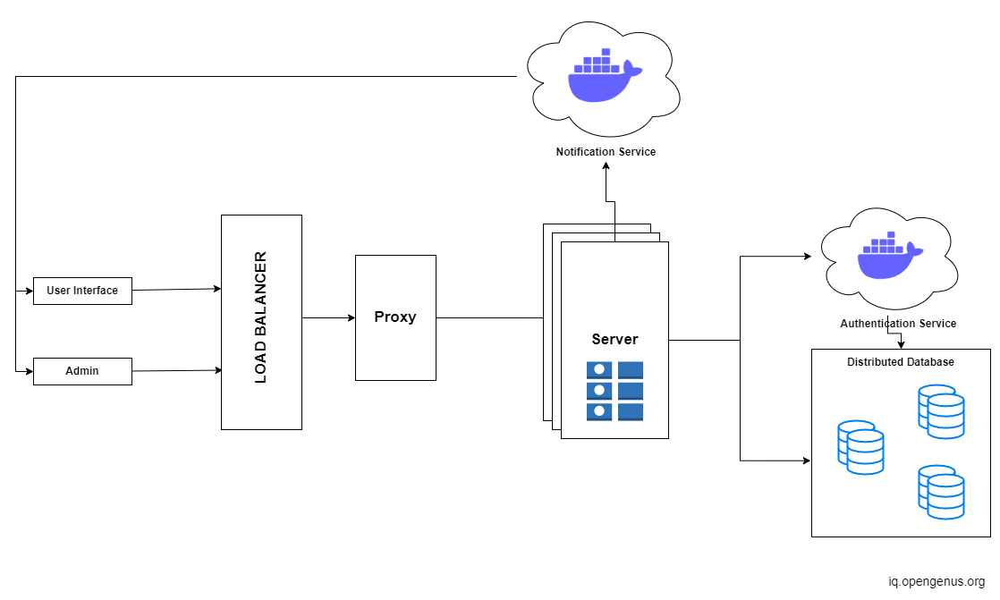 Notification Service
User Interface
Admin
LOAD BALANCER
Proxy
Server
Authentication Service
Distributed Database
iq.opengenus.org